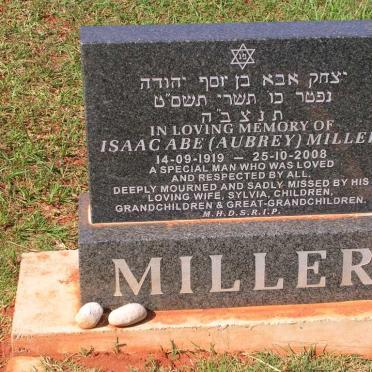 יצחק אבא בן יוסף יהודה
נפטר כו תשרי תשס"ט
ת נ צ ב ה
IN LOVING MEMORY OF
ISAAC ABE (AUBREY) MILLER
14-09-1919 — 25-10-2008
A SPECIAL MAN WHO WAS LOVED
AND RESPECTED BY ALL.
DEEPLY MOURNED AND SADLY MISSED BY HIS
LOVING WIFE, SYLVIA, CHILDREN,
GRANDCHILDREN & GREAT-GRANDCHILDREN.
M.H.D.S.R.I.P.
MILLER